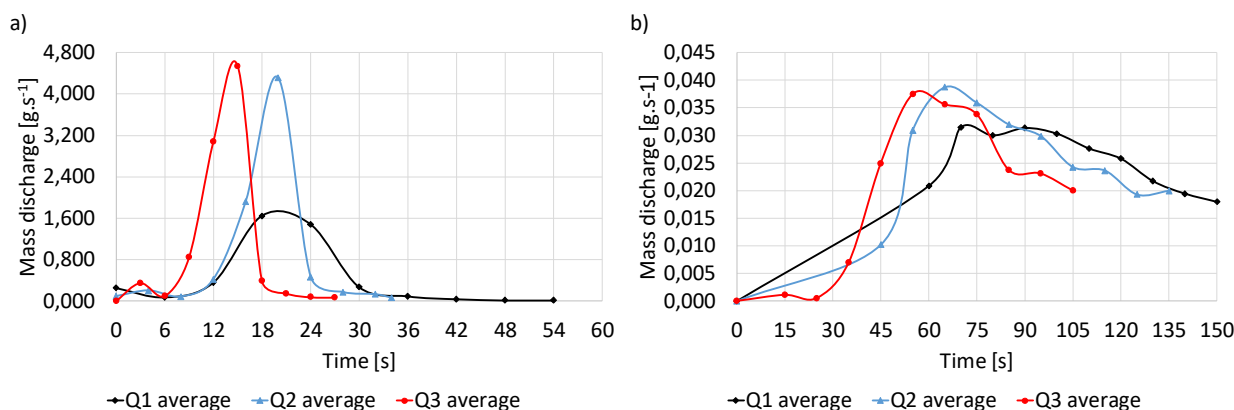 a)
Mass discharge [g.s⁻¹]
4,800
4,000
3,200
2,400
1,600
0,800
0,000
0 6 12 18 24 30 36 42 48 54 60
Time [s]
Q1 average Q2 average Q3 average
b)
Mass discharge [g.s-1]
0,045
0,040
0,035
0,030
0,025
0,020
0,015
0,010
0,005
0,000
0 15 30 45 60 75 90 105 120 135 150
Time [s]
Q1 average Q2 average Q3 average